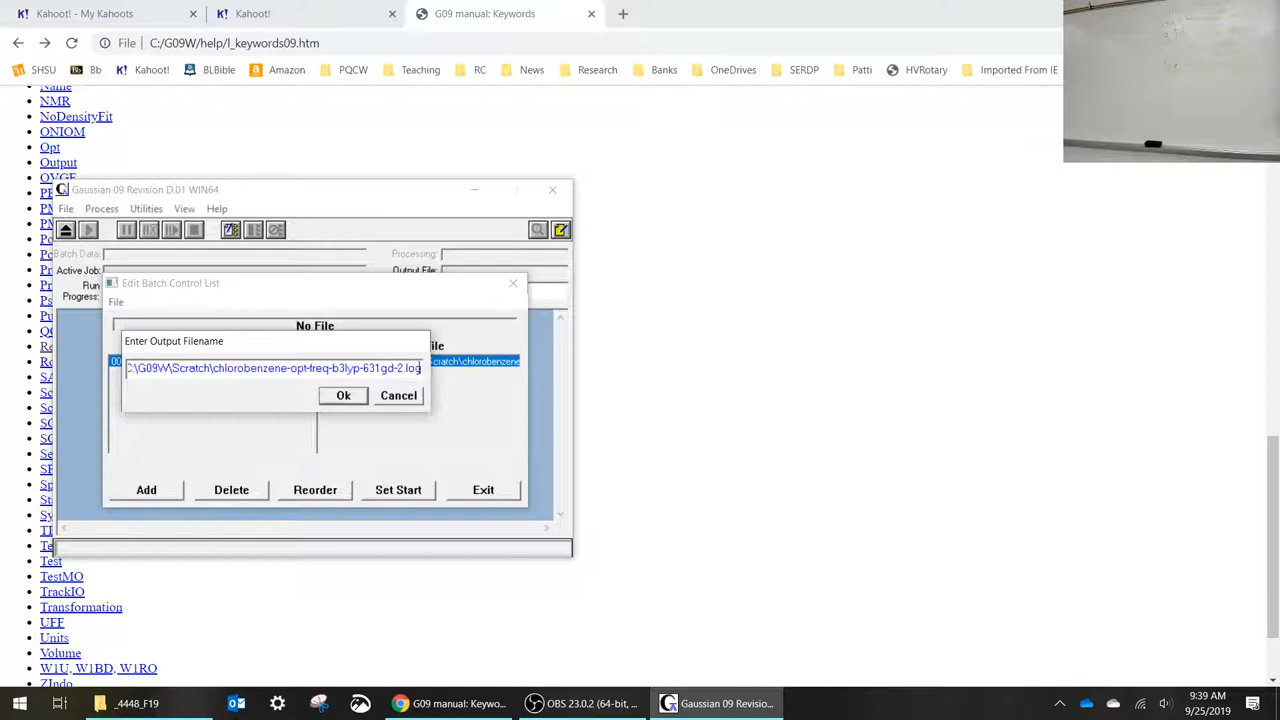 Kahoot! - My Kahoots
Kahoot!
G09 manual: Keywords
File
C:/G09W/help/l_keywords09.htm
SHSU
Bb
Kahoot!
BLBible
Amazon
PQCW
Teaching
RC
News
Research
Banks
OneDrives
SERDP
Patti
HVRotary
Imported From IE
Name
NMR
NoDensityFit
ONIOM
Opt
Output
OVGF
Gaussian 09 Revision D.01 WIN64
File Process Utilities View Help
Batch Data:
Processing:
Active Job:
Output File:
Run
Progress:
Edit Batch Control List
File
No File
Enter Output Filename
:\G09W\Scratch\chlorobenzene-opt-freq-b3lyp-631gd-2.log
Ok
Cancel
Scratch\chlorobenzene
Add
Delete
Reorder
Set Start
Exit
Test
TestMO
TrackIO
Transformation
UFF
Units
Volume
W1U, W1BD, W1RO
ZIndo
_4448_F19
G09 manual: Keywo...
OBS 23.0.2 (64-bit, ...
Gaussian 09 Revisio...
9:39 AM
9/25/2019